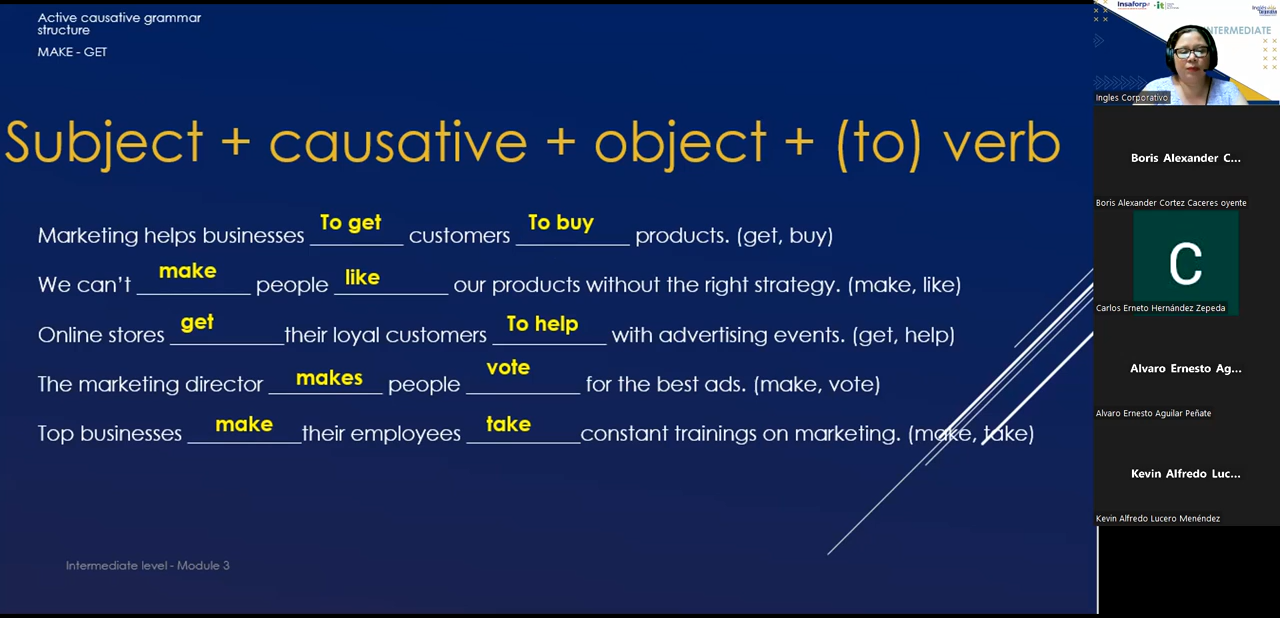 Active causative grammar
structure
MAKE - GET
Subject + causative + object + (to) verb
Marketing helps businesses To get customers To buy products. (get, buy)
We can't make people like our products without the right strategy. (make, like)
Online stores get their loyal customers To help with advertising events. (get, help)
The marketing director makes people vote for the best ads. (make, vote)
Top businesses make their employees take constant trainings on marketing. (make, take)
Intermediate level - Module 3
Insaforp
NTERMEDIATE
Ingles Corporativo
Boris Alexander C...
Boris Alexander Cortez Caceres oyente
C
Carlos Erneto Hernández Zepeda
Alvaro Ernesto Ag...
Alvaro Ernesto Aguilar Peñate
Kevin Alfredo Luc...
Kevin Alfredo Lucero Menéndez